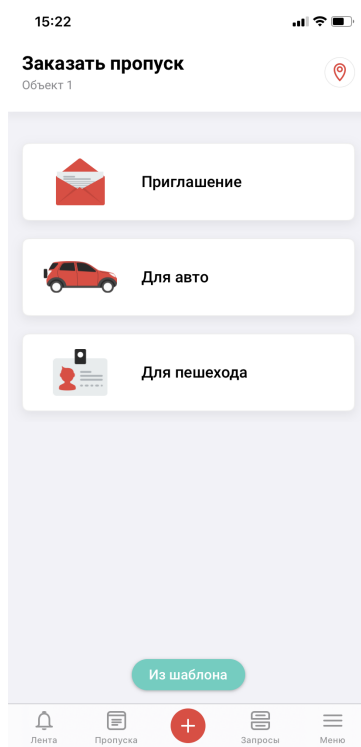 15:22
Заказать пропуск
Объект 1
Приглашение
Для авто
Для пешехода
Из шаблона
Лента
Пропуска
Запросы
Меню